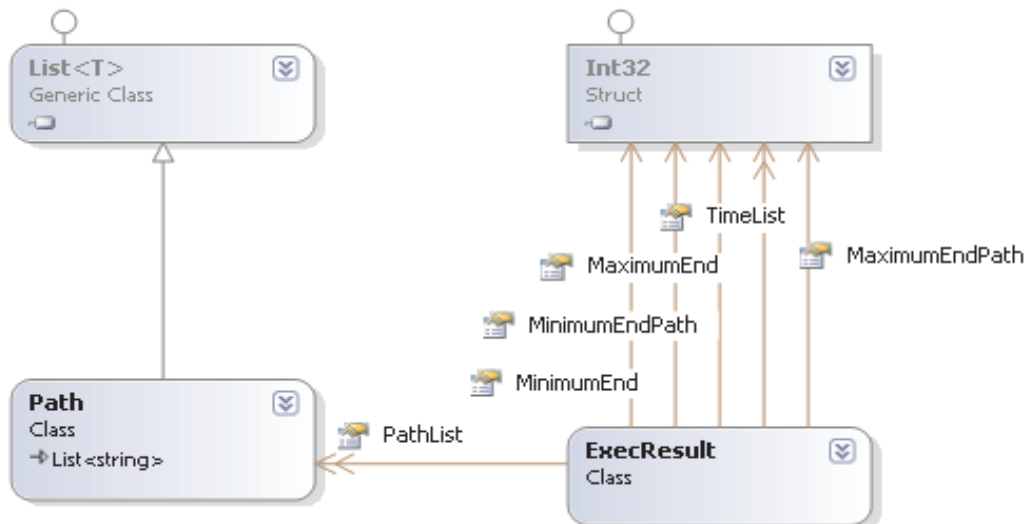 List<T>
Generic Class
Int32
Struct
TimeList
MaximumEnd
MaximumEndPath
MinimumEndPath
MinimumEnd
Path
Class
List<string>
PathList
ExecResult
Class